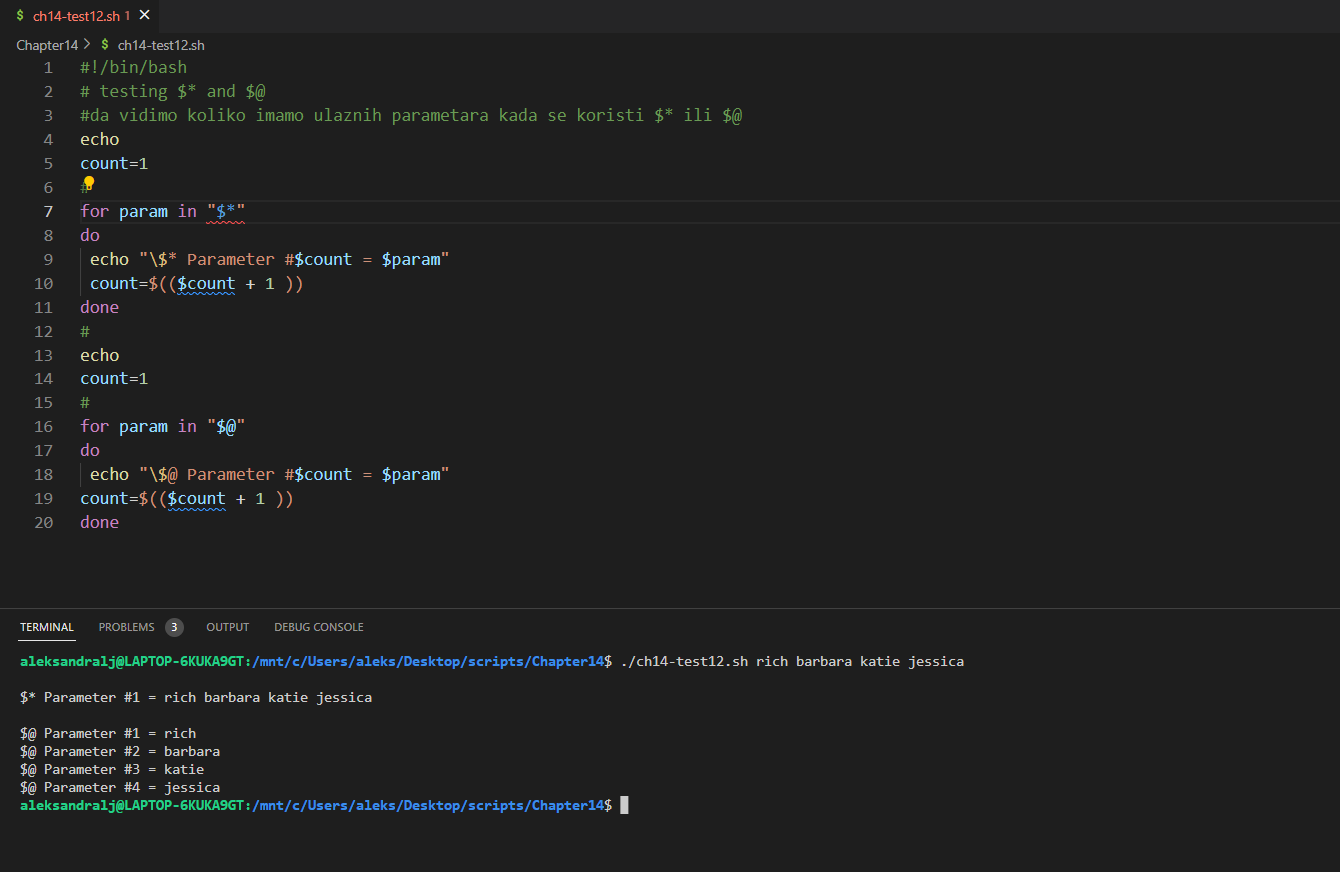 $ ch14-test12.sh 1 ✕
Chapter14 > $ ch14-test12.sh
1 #!/bin/bash
2 # testing $* and $@
3 #da vidimo koliko imamo ulaznih parametara kada se koristi $* ili $@
4 echo
5 count=1
6 #
7 for param in "$*"
8 do
9 echo "\$* Parameter #$count = $param"
10 count=$(($count + 1 ))
11 done
12 #
13 echo
14 count=1
15 #
16 for param in "$@"
17 do
18 echo "\$@ Parameter #$count = $param"
19 count=$(($count + 1 ))
20 done
TERMINAL PROBLEMS 3 OUTPUT DEBUG CONSOLE
aleksandralj@LAPTOP-6KUKA9GT:/mnt/c/Users/aleks/Desktop/scripts/Chapter14$ ./ch14-test12.sh rich barbara katie jessica
$* Parameter #1 = rich barbara katie jessica
$@ Parameter #1 = rich
$@ Parameter #2 = barbara
$@ Parameter #3 = katie
$@ Parameter #4 = jessica
aleksandralj@LAPTOP-6KUKA9GT:/mnt/c/Users/aleks/Desktop/scripts/Chapter14$